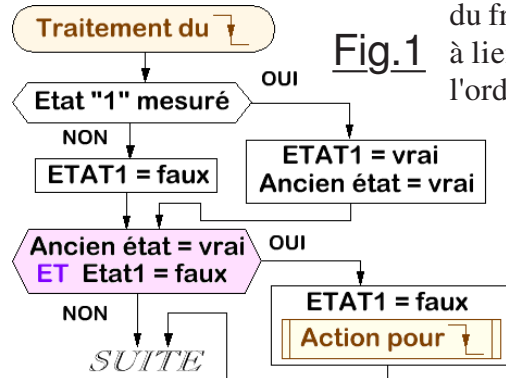 Traitement du
du fr
Fig.1
à lie
l'ord
OUI
Etat "1" mesuré
NON
ETAT1 = faux
ETAT1 = vrai
Ancien état = vrai
Ancien état = vrai
ET Etat1 = faux
OUI
NON
ETAT1 = faux
Action pour
SUITE